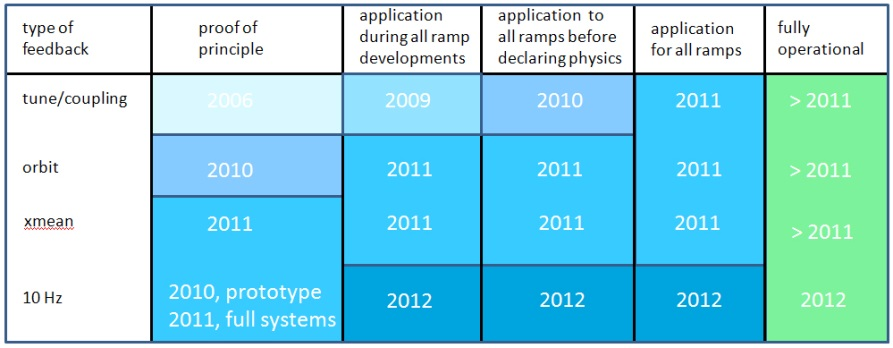 type of feedback
proof of principle
application during all ramp developments
application to all ramps before declaring physics
application for all ramps
fully operational
tune/coupling
2006
2009
2010
2011
> 2011
orbit
2010
2011
2011
2011
> 2011
xmean
2011
2011
2011
2011
> 2011
10 Hz
2010, prototype
2011, full systems
2012
2012
2012
2012